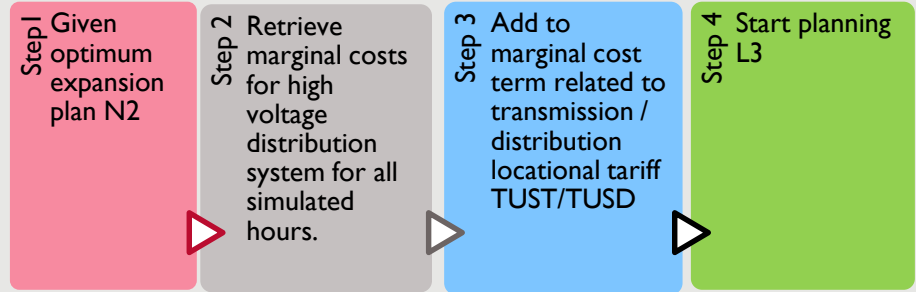 Step1
Given
optimum
expansion
plan N2
Step 2
Retrieve
marginal costs
for high
voltage
distribution
system for all
simulated
hours.
Step 3
Add to
marginal cost
term related to
transmission /
distribution
locational tariff
TUST/TUSD
Step 4
Start planning
L3